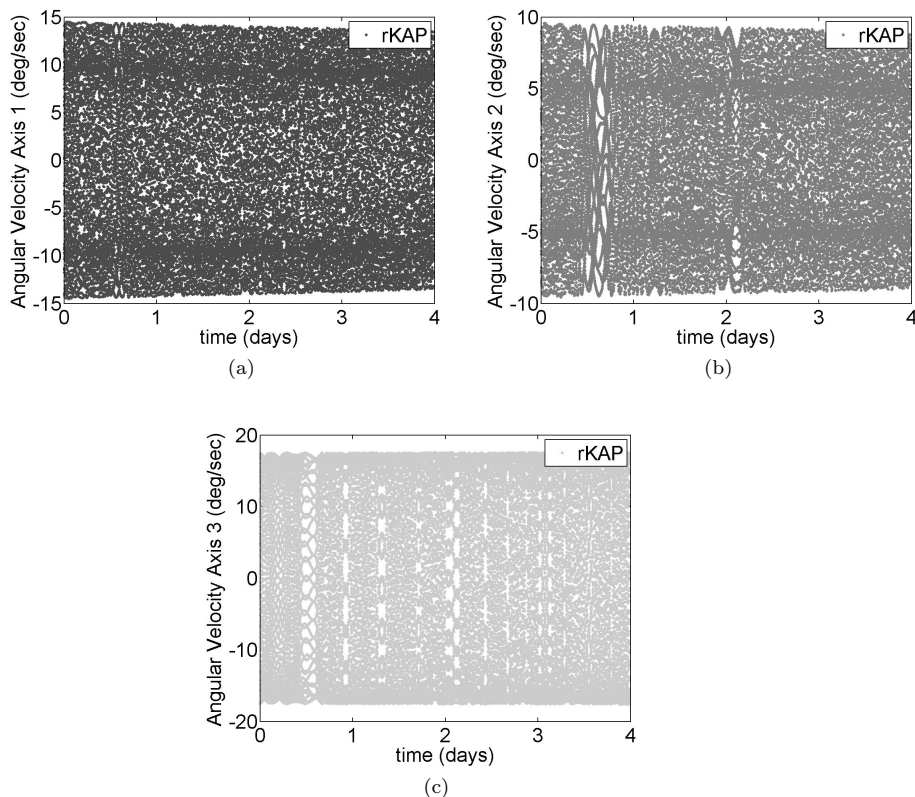 Angular Velocity Axis 1 (deg/sec)
15
10
5
0
-5
-10
-15
rKAP
0 1 2 3 4
time (days)
(a)
Angular Velocity Axis 2 (deg/sec)
10
5
0
-5
-10
rKAP
0 1 2 3 4
time (days)
(b)
Angular Velocity Axis 3 (deg/sec)
20
10
0
-10
-20
rKAP
0 1 2 3 4
time (days)
(c)